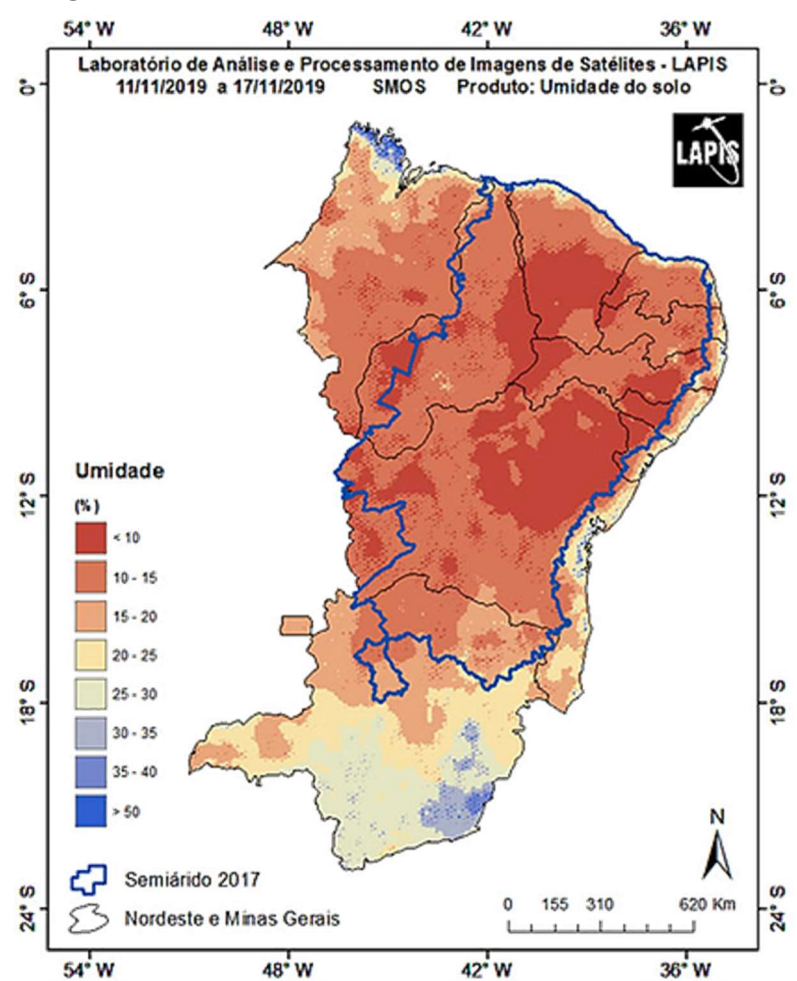 54° W 48° W 42° W 36° W
Laboratório de Análise e Processamento de Imagens de Satélites - LAPIS
11/11/2019 a 17/11/2019 SMOS Produto: Umidade do solo
LAPIS
0°
0°
6°S
6°S
12°S
12°S
18°S
18°S
24°S
24°S
Umidade
(%)
< 10
10 - 15
15 - 20
20 - 25
25 - 30
30 - 35
35 - 40
> 50
Semiárido 2017
Nordeste e Minas Gerais
N
0 155 310 620 Km
54° W 48° W 42° W 36° W